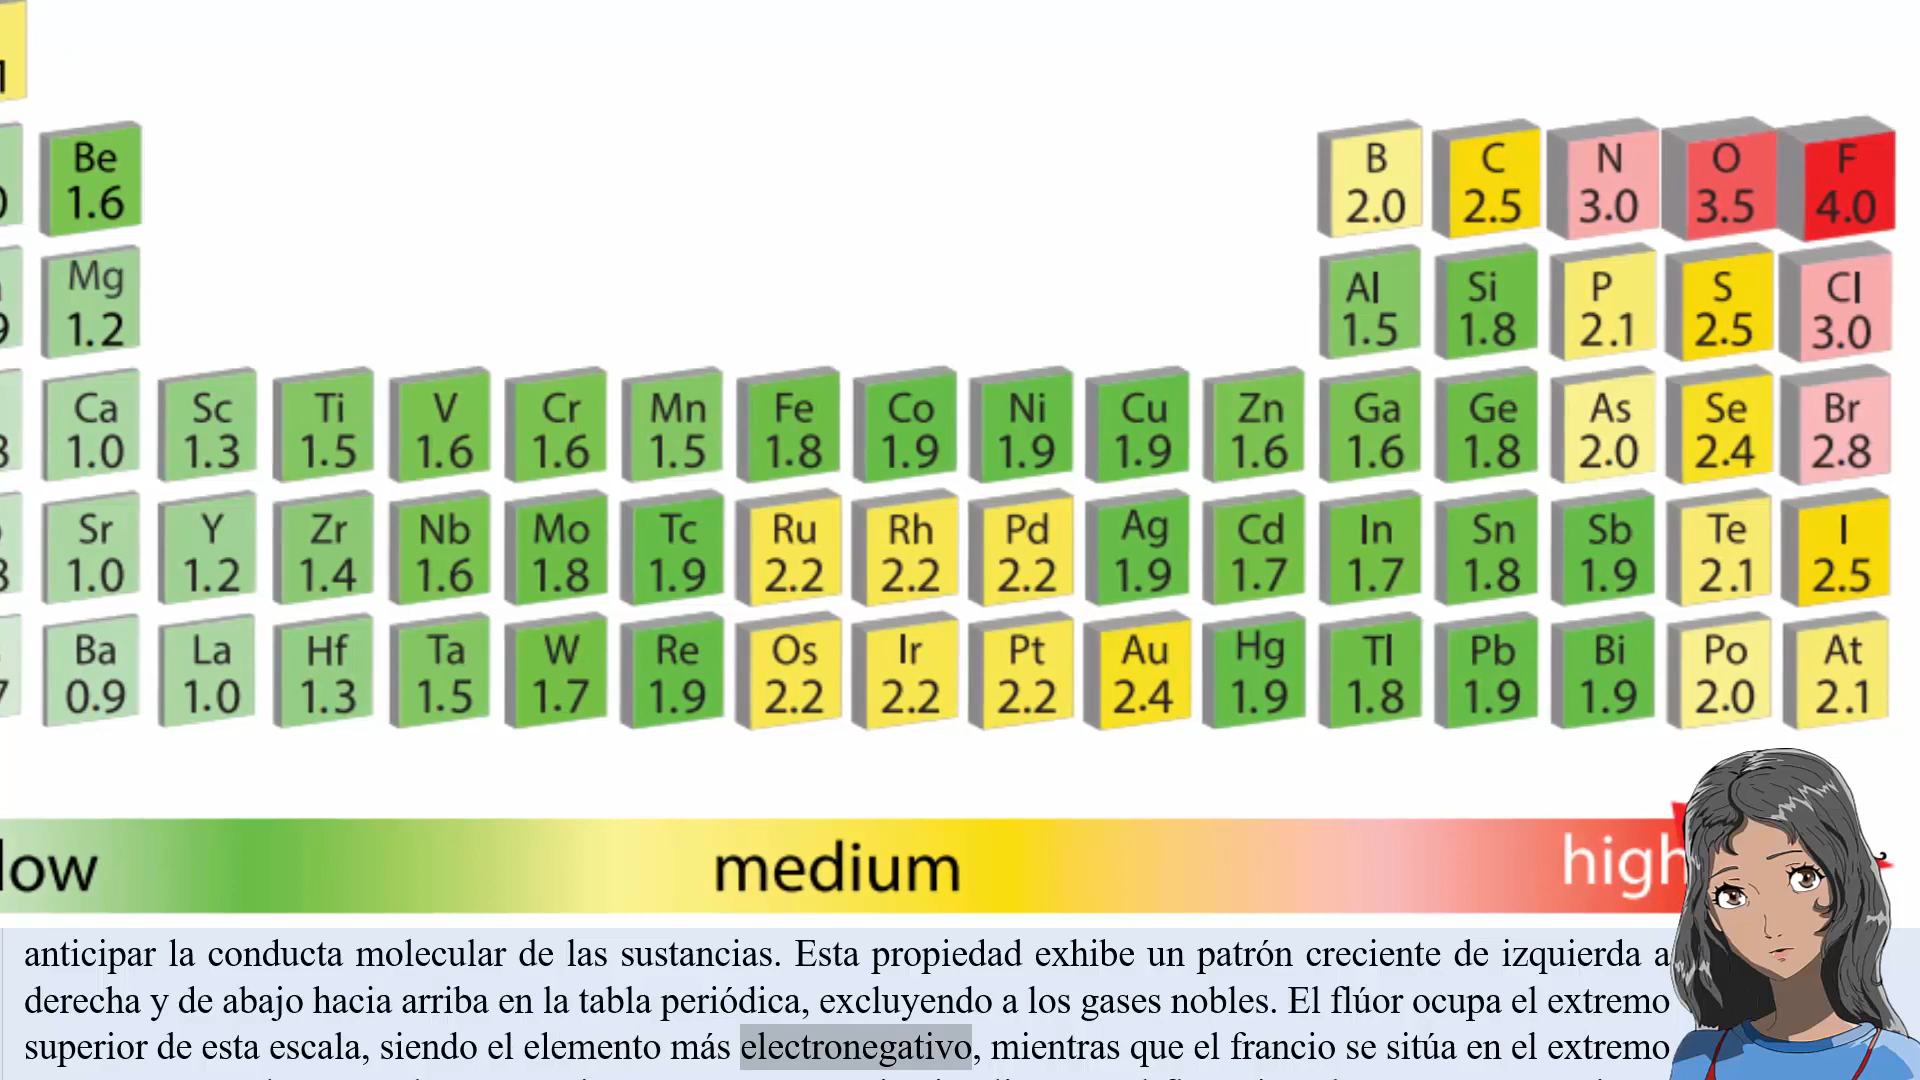 Be
1.6
B C N O F
2.0 2.5 3.0 3.5 4.0
Mg
1.2
Al Si P S Cl
1.5 1.8 2.1 2.5 3.0
Ca Sc Ti V Cr Mn Fe Co Ni Cu Zn Ga Ge As Se Br
1.0 1.3 1.5 1.6 1.6 1.5 1.8 1.9 1.9 1.9 1.6 1.6 1.8 2.0 2.4 2.8
Sr Y Zr Nb Mo Tc Ru Rh Pd Ag Cd In Sn Sb Te I
1.0 1.2 1.4 1.6 1.8 1.9 2.2 2.2 2.2 1.9 1.7 1.7 1.8 1.9 2.1 2.5
Ba La Hf Ta W Re Os Ir Pt Au Hg Tl Pb Bi Po At
0.9 1.0 1.3 1.5 1.7 1.9 2.2 2.2 2.2 2.4 1.9 1.8 1.9 1.9 2.0 2.1
low medium high
anticipar la conducta molecular de las sustancias. Esta propiedad exhibe un patrón creciente de izquierda a
derecha y de abajo hacia arriba en la tabla periódica, excluyendo a los gases nobles. El flúor ocupa el extremo
superior de esta escala, siendo el elemento más electronegativo, mientras que el francio se sitúa en el extremo